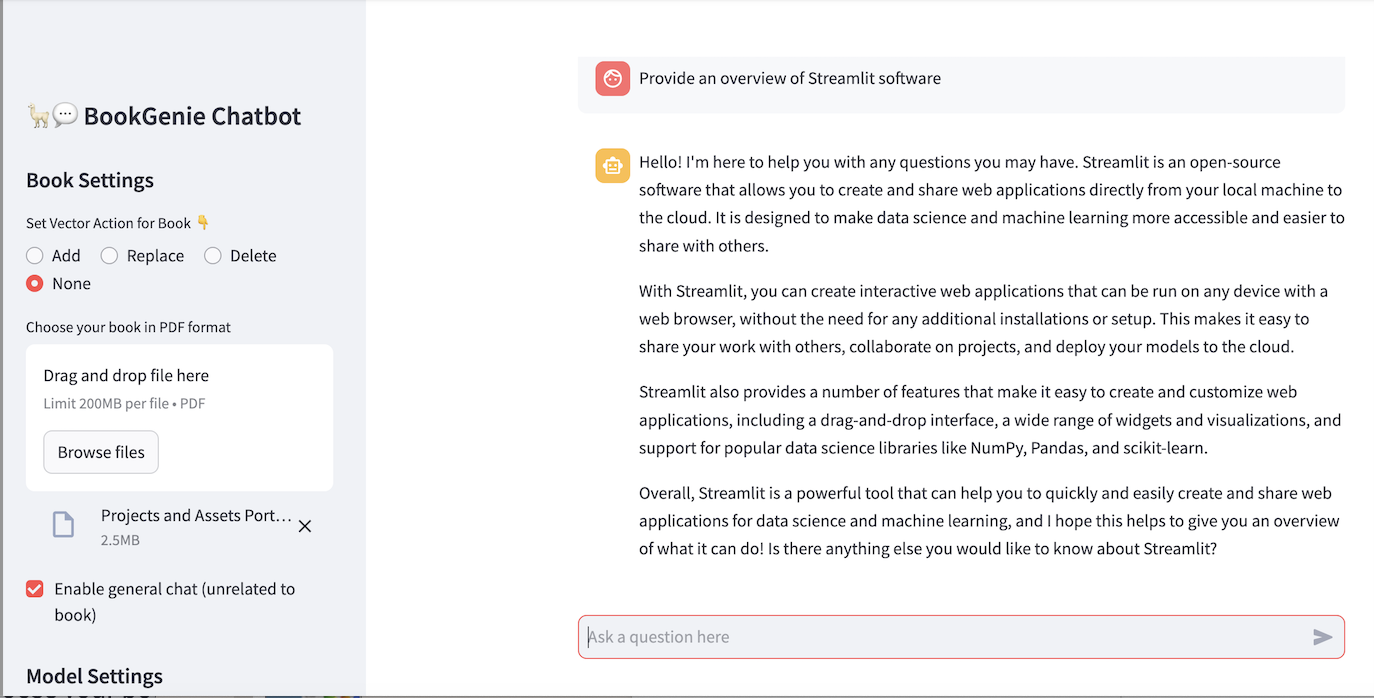 BookGenie Chatbot
Book Settings
Set Vector Action for Book
Add
Replace
Delete
None
Choose your book in PDF format
Drag and drop file here
Limit 200MB per file • PDF
Browse files
Projects and Assets Port…
2.5MB
Enable general chat (unrelated to
book)
Model Settings
Provide an overview of Streamlit software
Hello! I'm here to help you with any questions you may have. Streamlit is an open-source
software that allows you to create and share web applications directly from your local machine to
the cloud. It is designed to make data science and machine learning more accessible and easier to
share with others.
With Streamlit, you can create interactive web applications that can be run on any device with a
web browser, without the need for any additional installations or setup. This makes it easy to
share your work with others, collaborate on projects, and deploy your models to the cloud.
Streamlit also provides a number of features that make it easy to create and customize web
applications, including a drag-and-drop interface, a wide range of widgets and visualizations, and
support for popular data science libraries like NumPy, Pandas, and scikit-learn.
Overall, Streamlit is a powerful tool that can help you to quickly and easily create and share web
applications for data science and machine learning, and I hope this helps to give you an overview
of what it can do! Is there anything else you would like to know about Streamlit?
Ask a question here